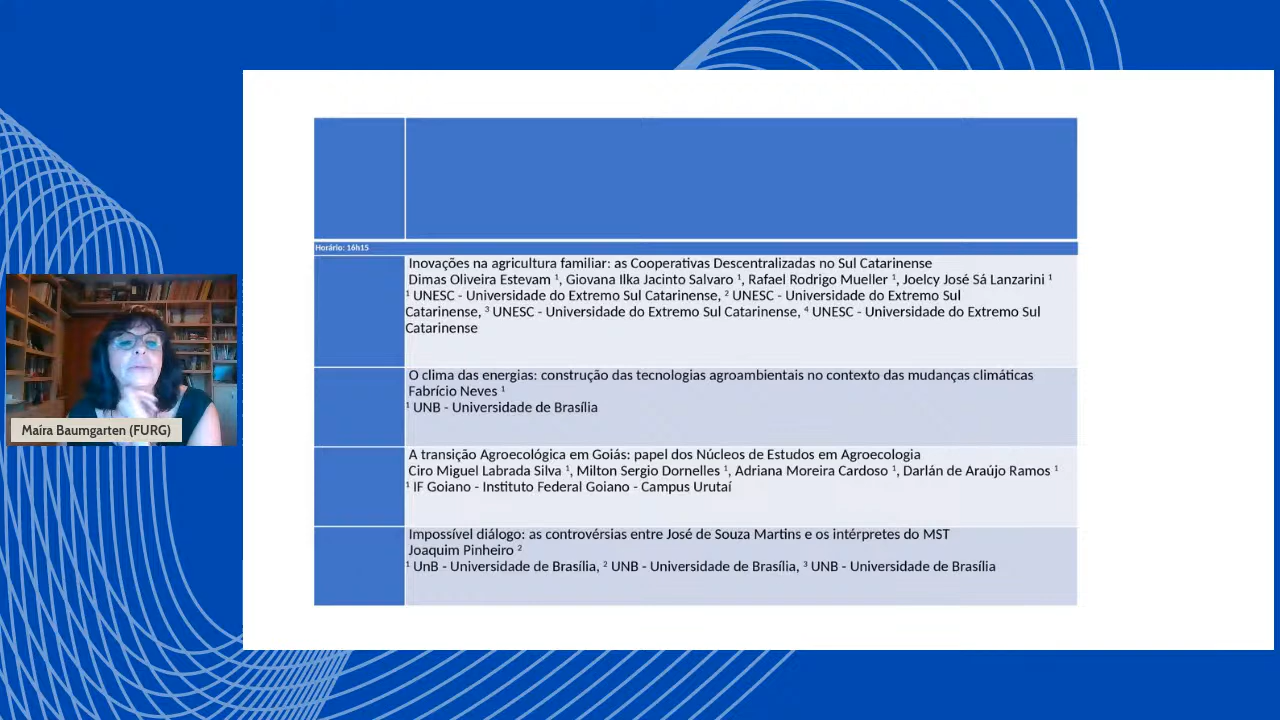 Horário: 16h15
Inovações na agricultura familiar: as Cooperativas Descentralizadas no Sul Catarinense
Dimas Oliveira Estevam ¹, Giovana Ilka Jacinto Salvaro ¹, Rafael Rodrigo Mueller ¹, Joelcy José Sá Lanzarini ¹
¹ UNESC - Universidade do Extremo Sul Catarinense, ² UNESC - Universidade do Extremo Sul
Catarinense, ³ UNESC - Universidade do Extremo Sul Catarinense, ⁴ UNESC - Universidade do Extremo Sul
Catarinense
O clima das energias: construção das tecnologias agroambientais no contexto das mudanças climáticas
Fabrício Neves ¹
¹ UNB - Universidade de Brasília
A transição Agroecológica em Goiás: papel dos Núcleos de Estudos em Agroecologia
Ciro Miguel Labrada Silva ¹, Milton Sergio Dornelles ¹, Adriana Moreira Cardoso ¹, Darlán de Araújo Ramos ¹
¹ IF Goiano - Instituto Federal Goiano - Campus Urutaí
Impossível diálogo: as controvérsias entre José de Souza Martins e os intérpretes do MST
Joaquim Pinheiro ²
¹ UnB - Universidade de Brasília, ² UNB - Universidade de Brasília, ³ UNB - Universidade de Brasília
Maíra Baumgarten (FURG)